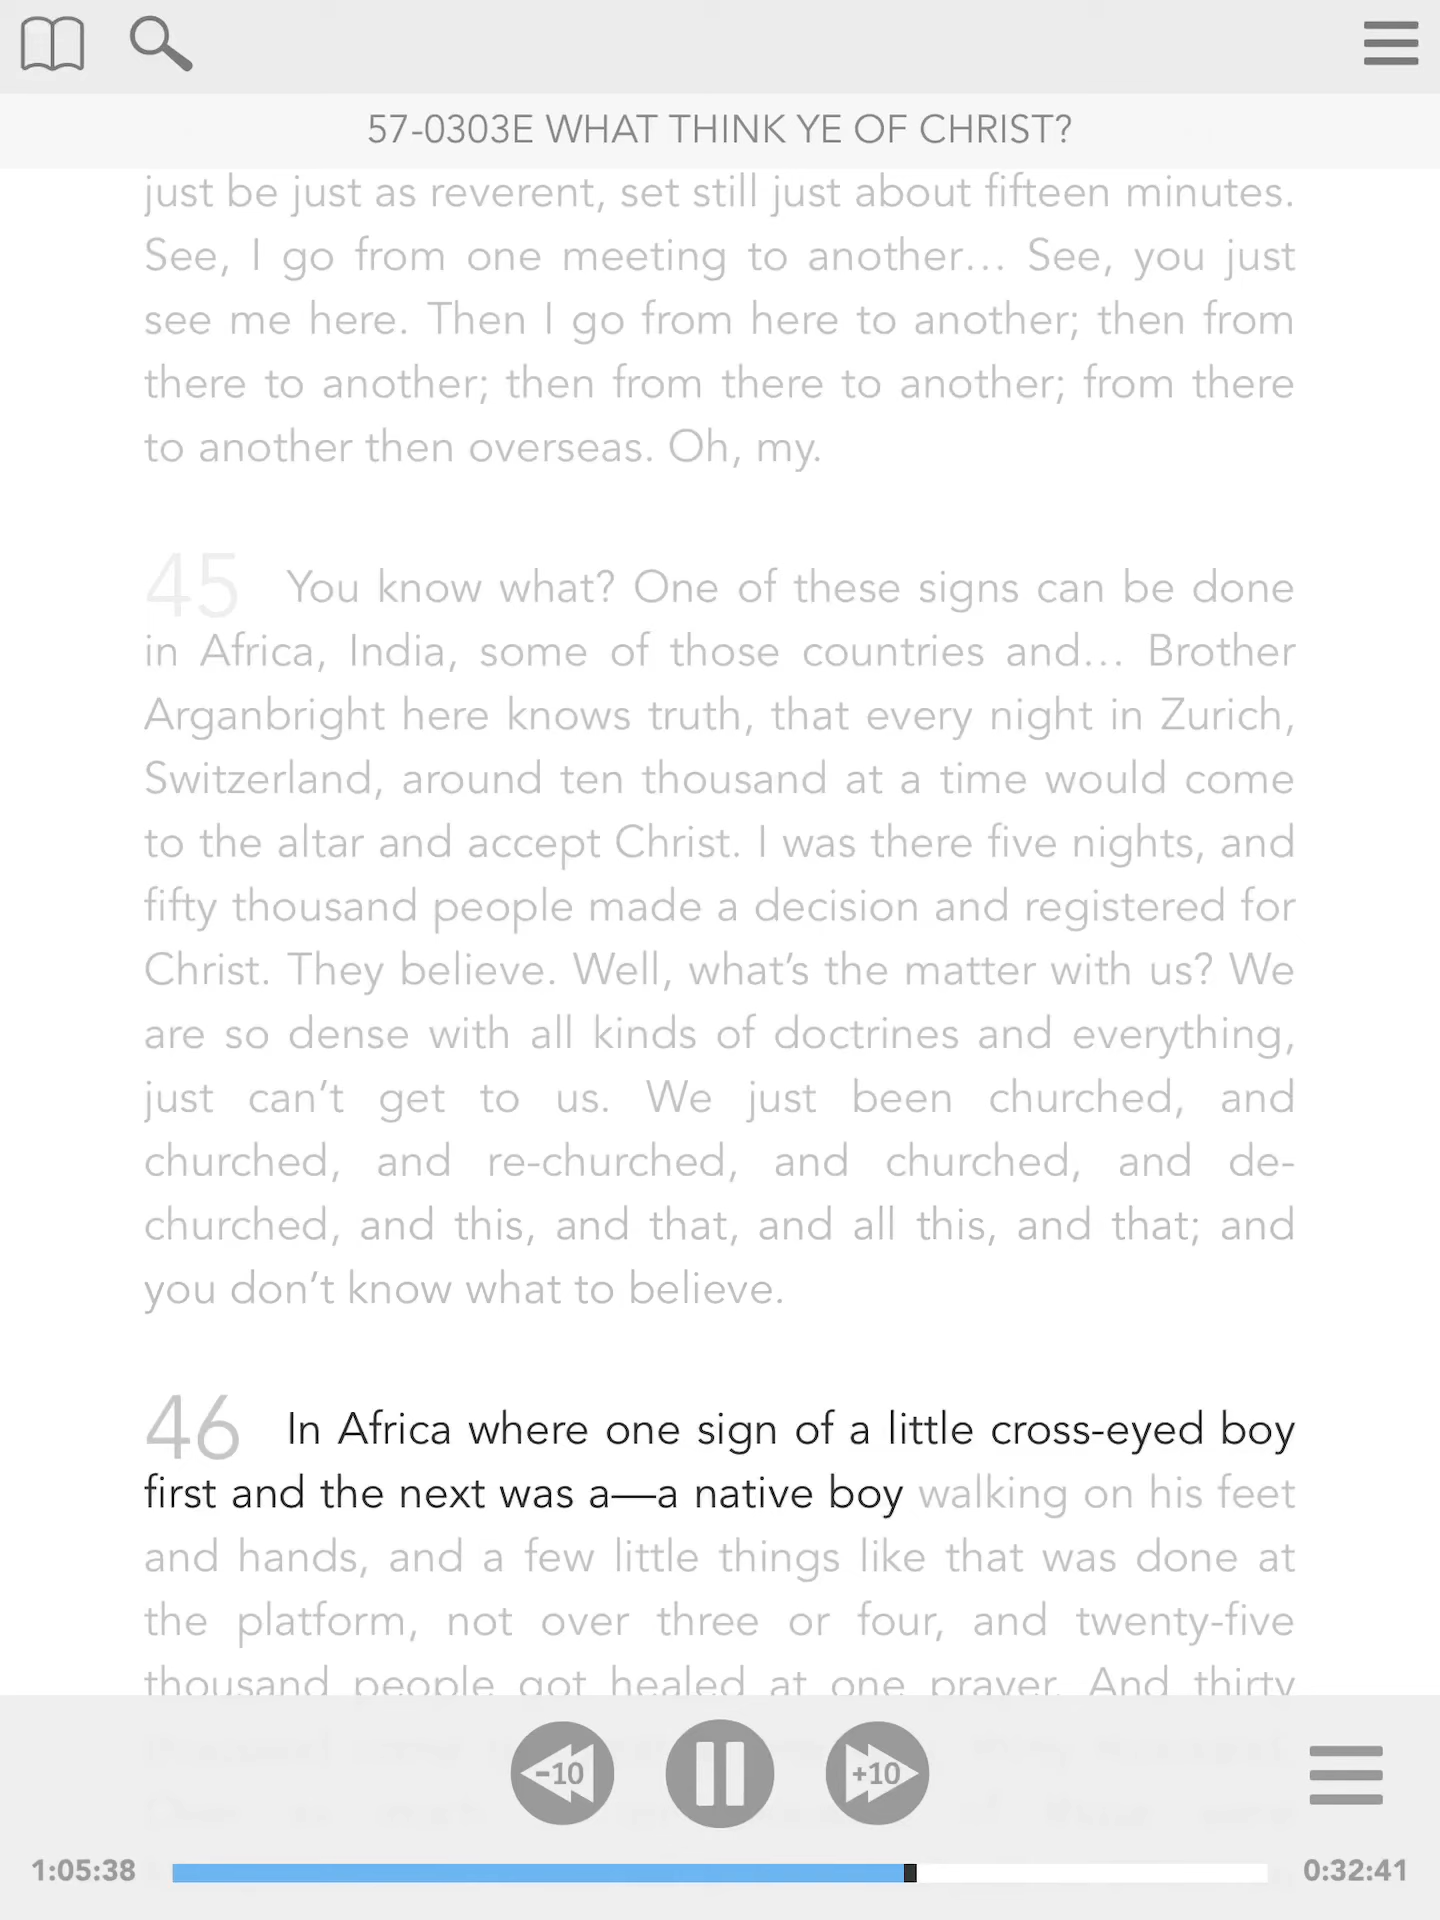 57-0303E WHAT THINK YE OF CHRIST?
just be just as reverent, set still just about fifteen minutes.
See, I go from one meeting to another… See, you just
see me here. Then I go from here to another; then from
there to another; then from there to another; from there
to another then overseas. Oh, my.
45 You know what? One of these signs can be done
in Africa, India, some of those countries and… Brother
Arganbright here knows truth, that every night in Zurich,
Switzerland, around ten thousand at a time would come
to the altar and accept Christ. I was there five nights, and
fifty thousand people made a decision and registered for
Christ. They believe. Well, what’s the matter with us? We
are so dense with all kinds of doctrines and everything,
just can’t get to us. We just been churched, and
churched, and re-churched, and churched, and de-
churched, and this, and that, and all this, and that; and
you don’t know what to believe.
46 In Africa where one sign of a little cross-eyed boy
first and the next was a—a native boy walking on his feet
and hands, and a few little things like that was done at
the platform, not over three or four, and twenty-five
thousand people got healed at one prayer. And thirty
-10 +10
1:05:38 0:32:41